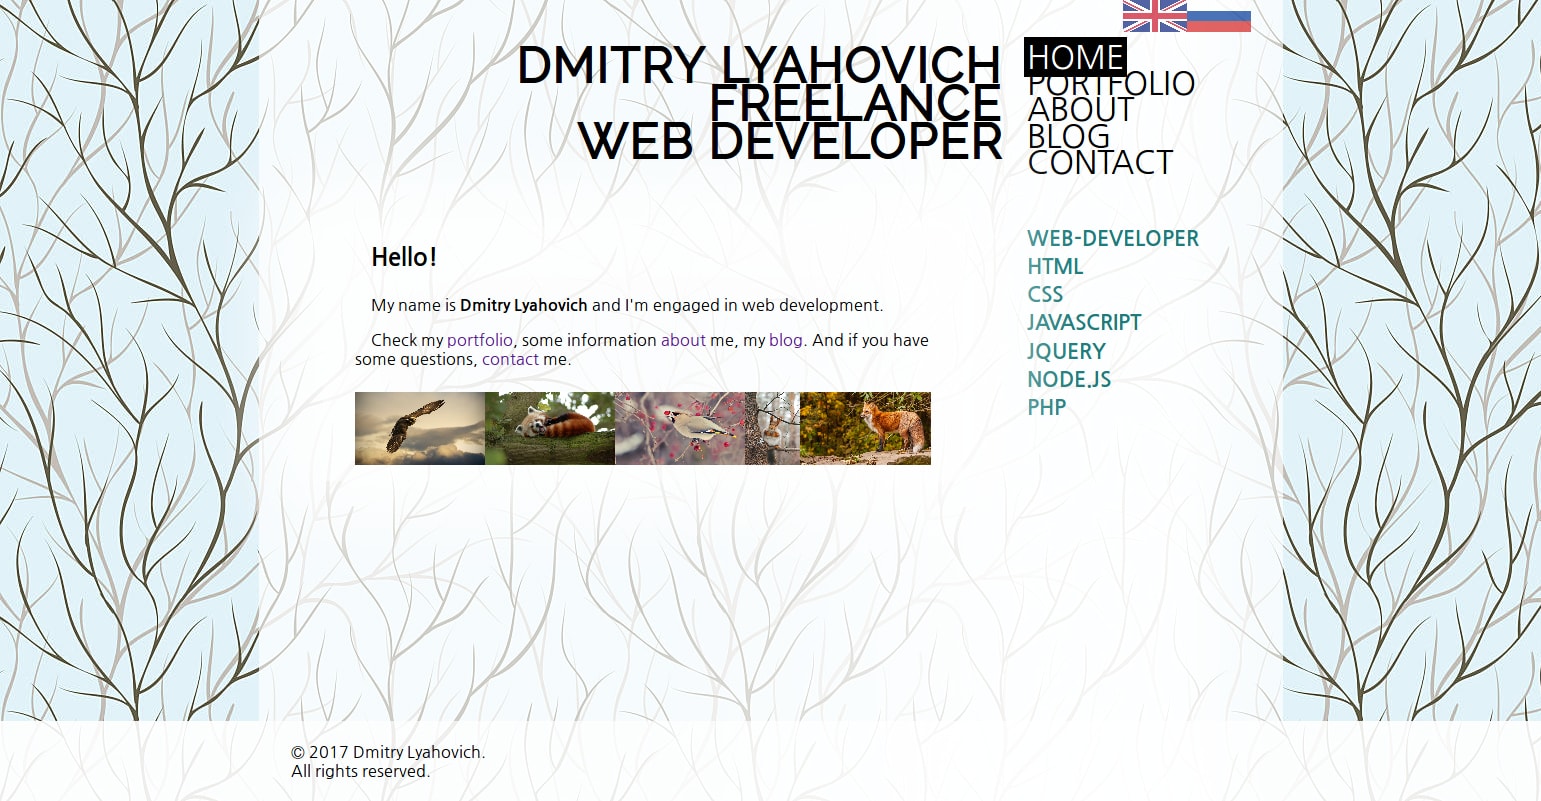 DMITRY LYAHOVICH
FREELANCE
WEB DEVELOPER
HOME
PORTFOLIO
ABOUT
BLOG
CONTACT
Hello!
My name is Dmitry Lyahovich and I'm engaged in web development.
Check my portfolio, some information about me, my blog. And if you have
some questions, contact me.
WEB-DEVELOPER
HTML
CSS
JAVASCRIPT
JQUERY
NODE.JS
PHP
© 2017 Dmitry Lyahovich.
All rights reserved.